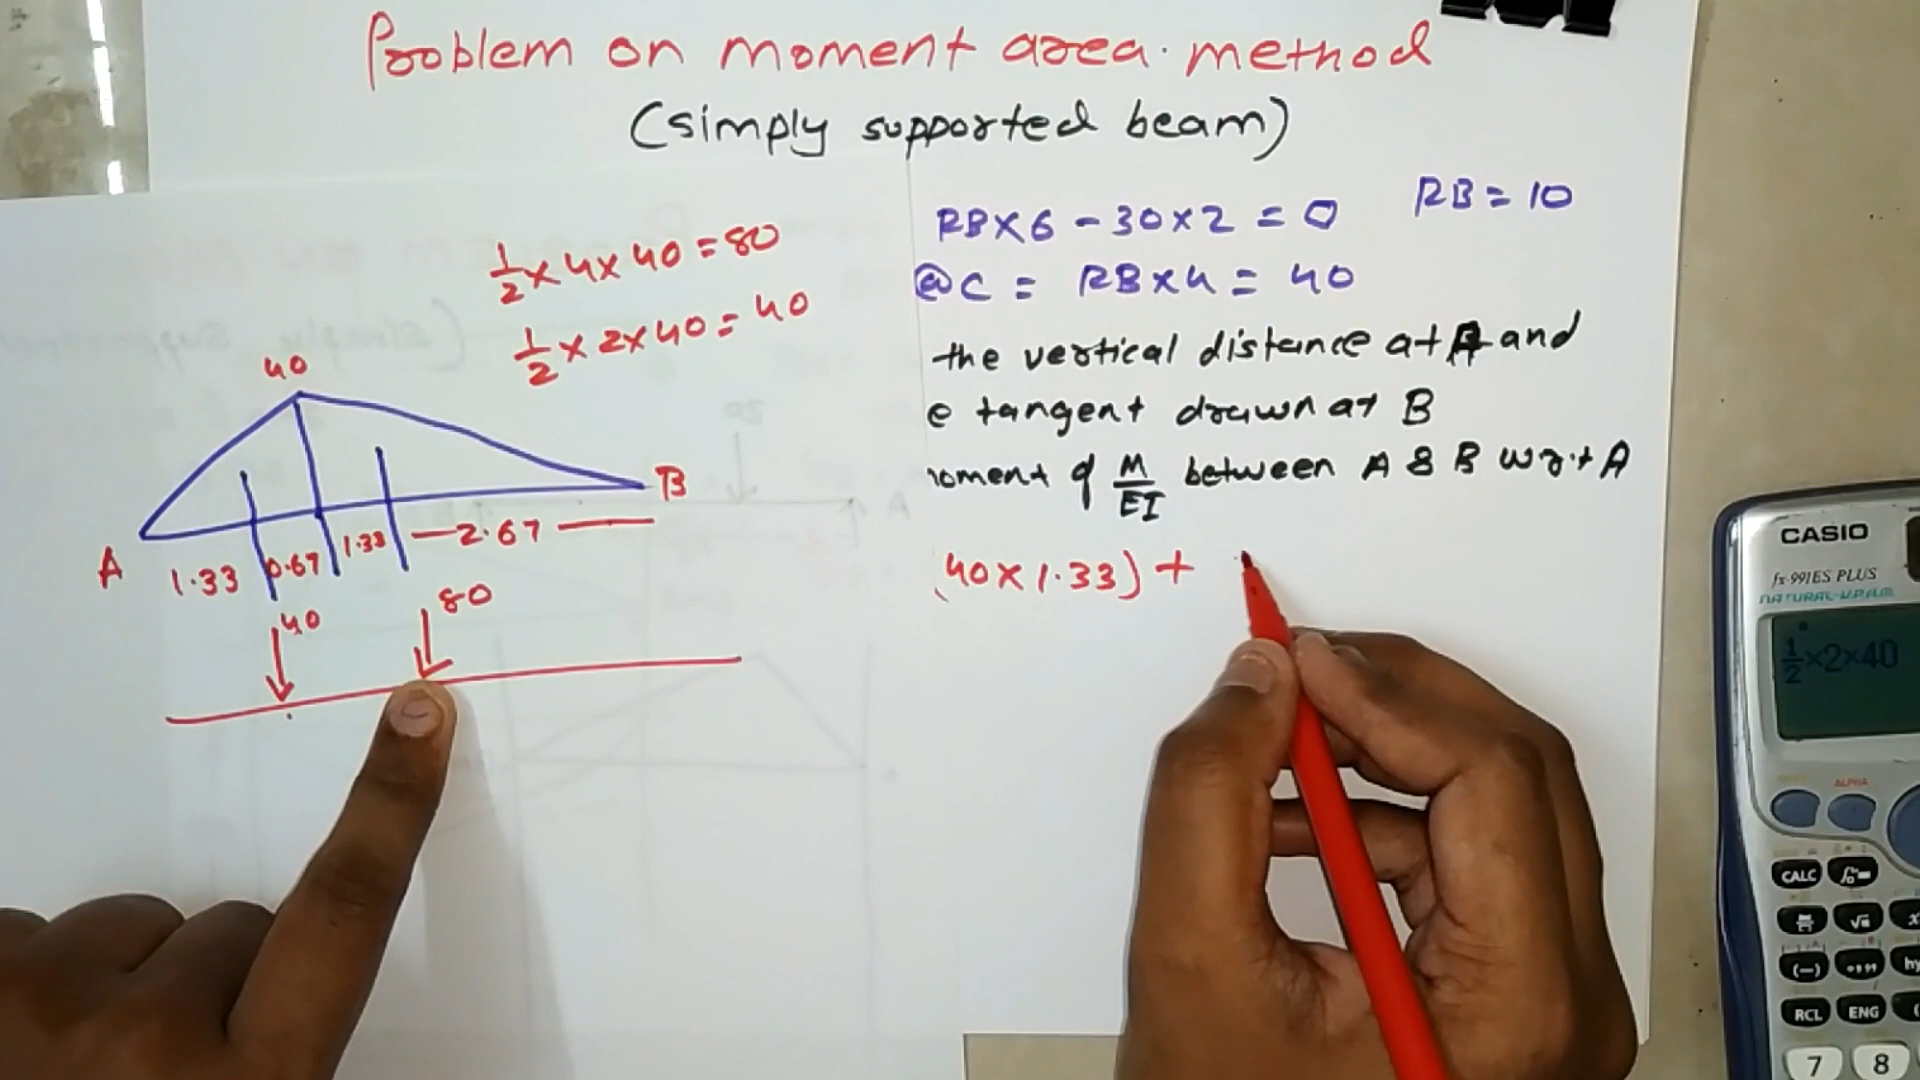 Problem on moment area method
(simply supported beam)
1/2 × 4 × 40 = 80
1/2 × 2 × 40 = 40
40
A
B
1.33
0.67
1.33
2.67
40
80
RB × 6 - 30 × 2 = 0
RB = 10
@C = RB × 4 = 40
the vertical distance at A and
e tangent drawn at B
oment of M/EI between A & B w.r.t A
(40 × 1.33) +
CASIO
fx-991ES PLUS
NATURAL-V.P.A.M.
1/2×2×40
ALPHA
CALC
(-)
RCL
ENG
7
8